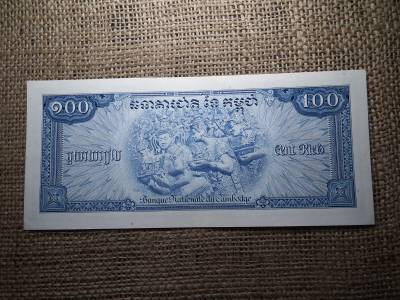 ១០០
ធនាគារជាតិ នៃ កម្ពុជា
100
មួយរយរៀល
Cent Riels
Banque Nationale du Cambodge